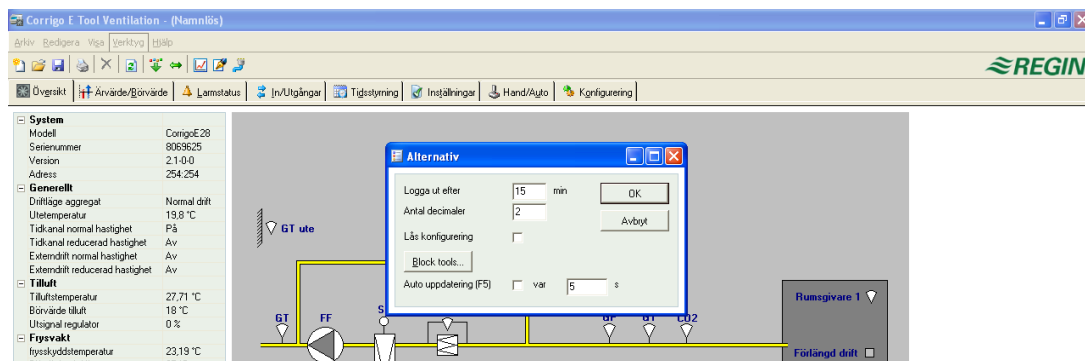 Corrigo E Tool Ventilation - (Namnlös)
Arkiv Redigera Visa Verktyg Hjälp
REGIN
Översikt Ärvärde/Börvärde Larmstatus In/Utgångar Tidsstyrning Inställningar Hand/Auto Konfigurering
System
Modell CorrigoE28
Serienummer 8069625
Version 2.1-0-0
Adress 254:254
Generellt
Driftläge aggregat Normal drift
Utetemperatur 19,8 °C
Tidkanal normal hastighet På
Tidkanal reducerad hastighet Av
Externdrift normal hastighet Av
Externdrift reducerad hastighet Av
Tilluft
Tilluftstemperatur 27,71 °C
Börvärde tilluft 18 °C
Utsignal regulator 0 %
Frysvakt
frysskyddstemperatur 23,19 °C
GT ute
Alternativ
Logga ut efter 15 min OK
Antal decimaler 2 Avbryt
Lås konfigurering
Block tools...
Auto uppdatering (F5) var 5 s
Rumsgivare 1
GT FF S GP GT CO2
Förlängd drift